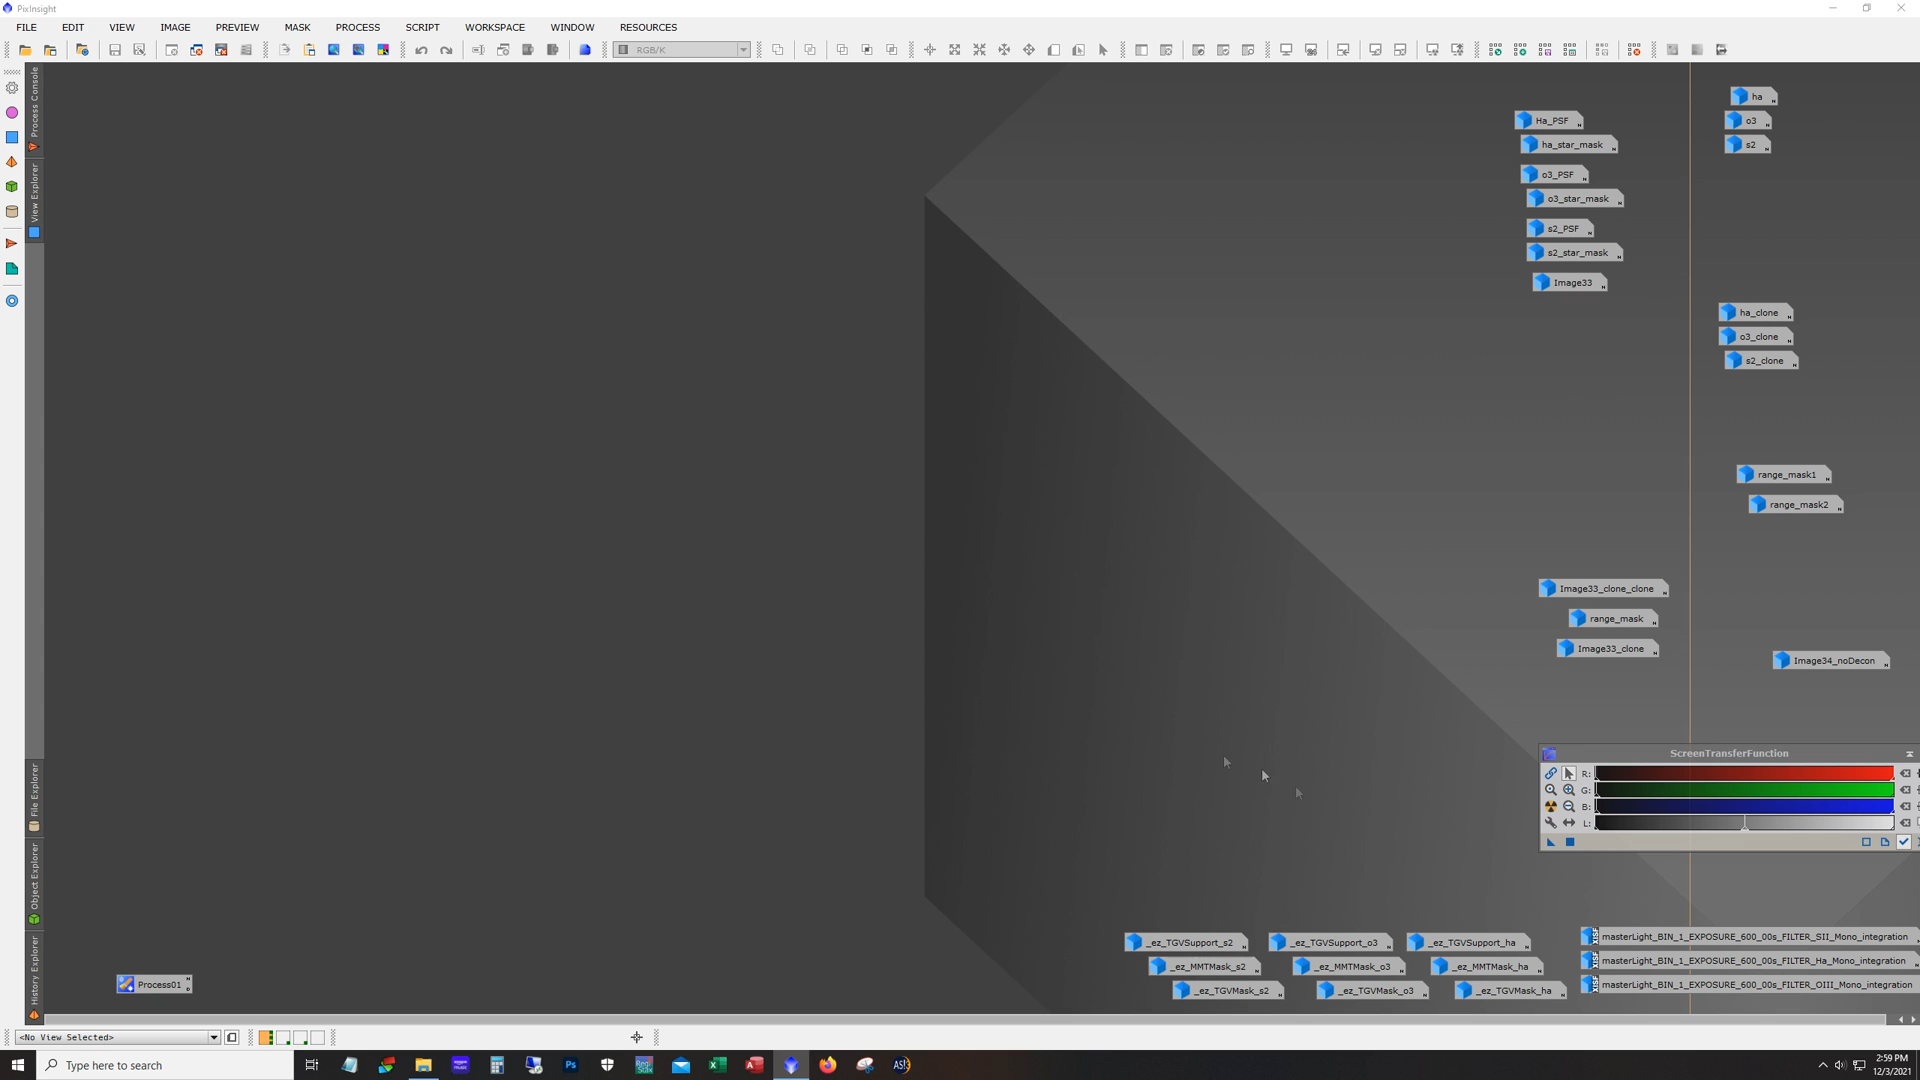 PixInsight
FILE EDIT VIEW IMAGE PROCESS SCRIPT PREVIEW MASK WORKSPACE WINDOW RESOURCES
RGB/K
Process Console
View Explorer
File Explorer
Object Explorer
History Explorer
ha
Ha_PSF
o3
ha_star_mask
s2
o3_PSF
o3_star_mask
s2_PSF
s2_star_mask
Image33
ha_clone
o3_clone
s2_clone
range_mask1
range_mask2
Image33_clone_clone
range_mask
Image33_clone
Image34_noDecon
ScreenTransferFunction
R:
G:
B:
L:
_ez_TGVSupport_s2 _ez_TGVSupport_o3 _ez_TGVSupport_ha masterLight_BIN_1_EXPOSURE_600_00s_FILTER_SII_Mono_integration
_ez_MMTMask_s2 _ez_MMTMask_o3 _ez_MMTMask_ha masterLight_BIN_1_EXPOSURE_600_00s_FILTER_Ha_Mono_integration
Process01 _ez_TGVMask_s2 _ez_TGVMask_o3 _ez_TGVMask_ha masterLight_BIN_1_EXPOSURE_600_00s_FILTER_OIII_Mono_integration
<No View Selected>
Type here to search
Ps
2:59 PM
12/3/2021